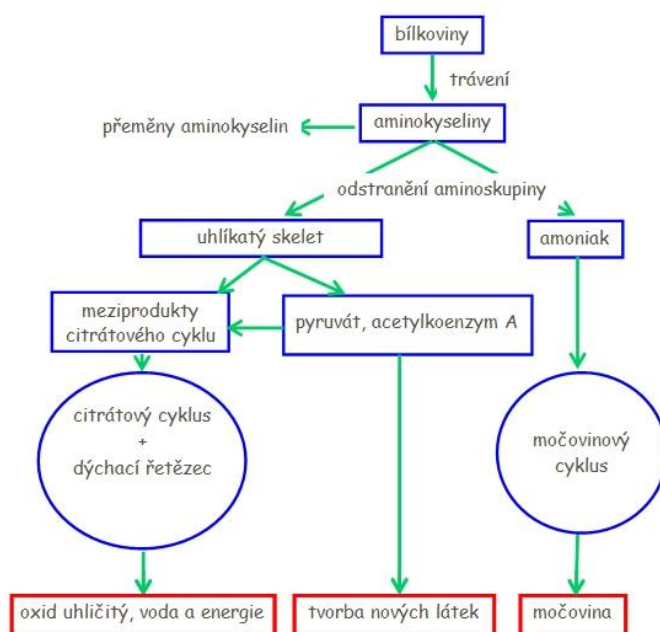 bílkoviny
trávení
přeměny aminokyselin
aminokyseliny
odstranění aminoskupiny
uhlíkatý skelet
amoniak
meziprodukty
citrátového cyklu
pyruvát, acetylkoenzym A
citrátový cyklus
+
dýchací řetězec
močovinový
cyklus
oxid uhličitý, voda a energie
tvorba nových látek
močovina